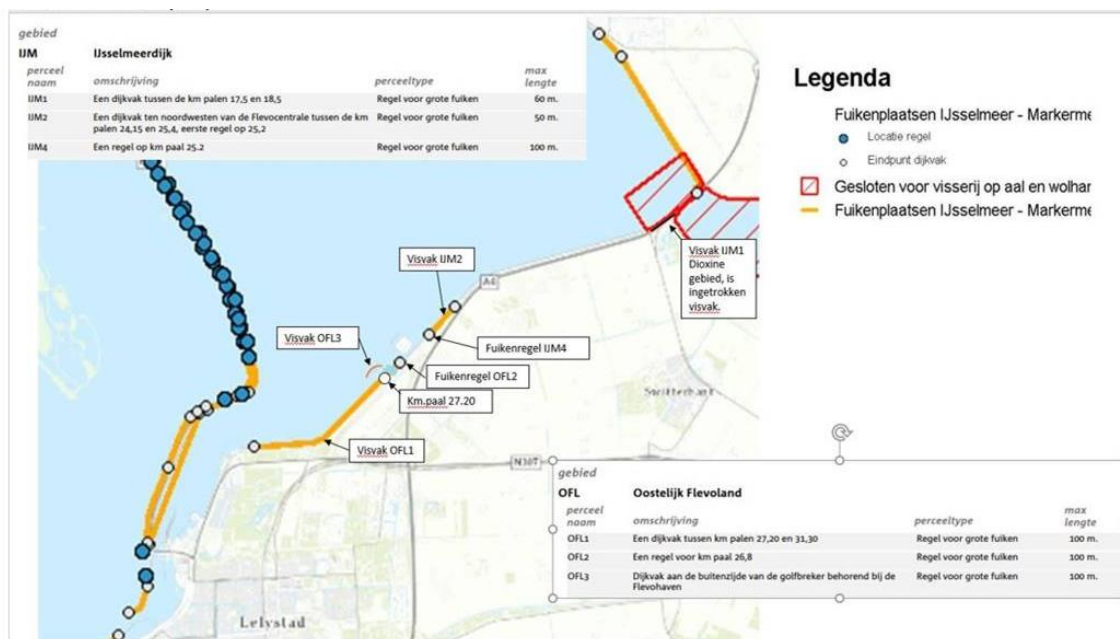 gebied
IJM IJsselmeerdijk
perceel naam omschrijving perceeltype max lengte
IJM1 Een dijkvak tussen de km palen 17,5 en 18,5 Regel voor grote fuiken 60 m.
IJM2 Een dijkvak ten noordwesten van de Flevocentrale tussen de km Regel voor grote fuiken 50 m.
palen 24,15 en 25,4, eerste regel op 25,2
IJM4 Een regel op km paal 25.2 Regel voor grote fuiken 100 m.
Legenda
Fuikenplaatsen IJsselmeer - Markerme
Locatie regel
Eindpunt dijkvak
Gesloten voor visserij op aal en wolhar
Fuikenplaatsen IJsselmeer - Markerme
Visvak IJM1
Dioxine
gebied, is
ingetrokken
visvak.
Visvak IJM2
A6
Visvak OFL3
Fuikenregel IJM4
Fuikenregel OFL2
Km.paal 27.20
Swifterbant
Visvak OFL1
N307
gebied
OFL Oostelijk Flevoland
perceel naam omschrijving perceeltype max lengte
OFL1 Een dijkvak tussen km palen 27,20 en 31,30 Regel voor grote fuiken 100 m.
OFL2 Een regel voor km paal 26,8 Regel voor grote fuiken 100 m.
OFL3 Dijkvak aan de buitenzijde van de golfbreker behorend bij de Regel voor grote fuiken 100 m.
Flevohaven
Lelystad